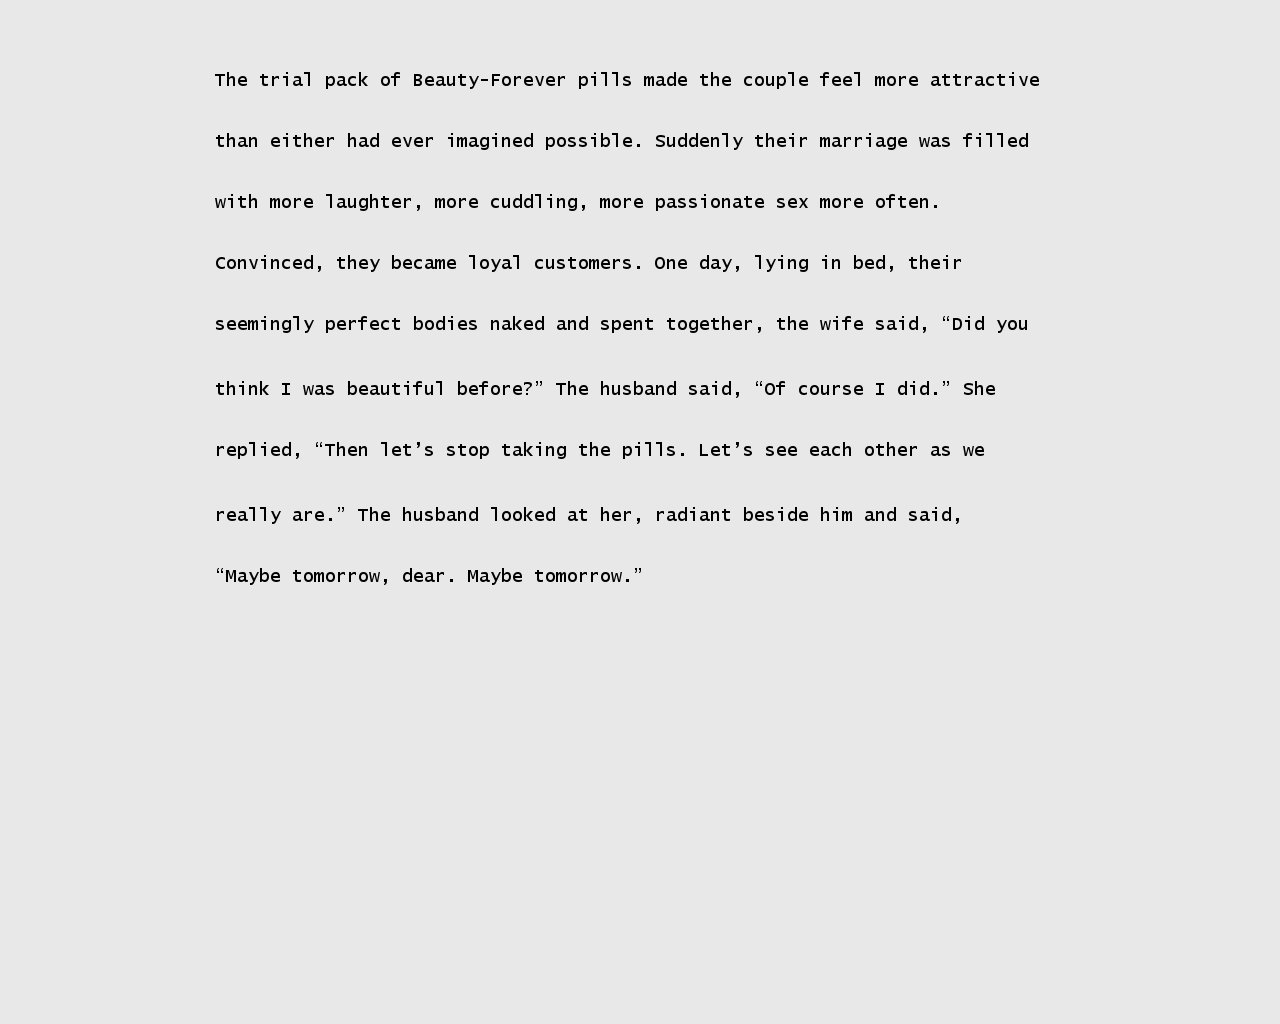 The trial pack of Beauty-Forever pills made the couple feel more attractive
than either had ever imagined possible. Suddenly their marriage was filled
with more laughter, more cuddling, more passionate sex more often.
Convinced, they became loyal customers. One day, lying in bed, their
seemingly perfect bodies naked and spent together, the wife said, “Did you
think I was beautiful before?” The husband said, “Of course I did.” She
replied, “Then let’s stop taking the pills. Let’s see each other as we
really are.” The husband looked at her, radiant beside him and said,
“Maybe tomorrow, dear. Maybe tomorrow.”